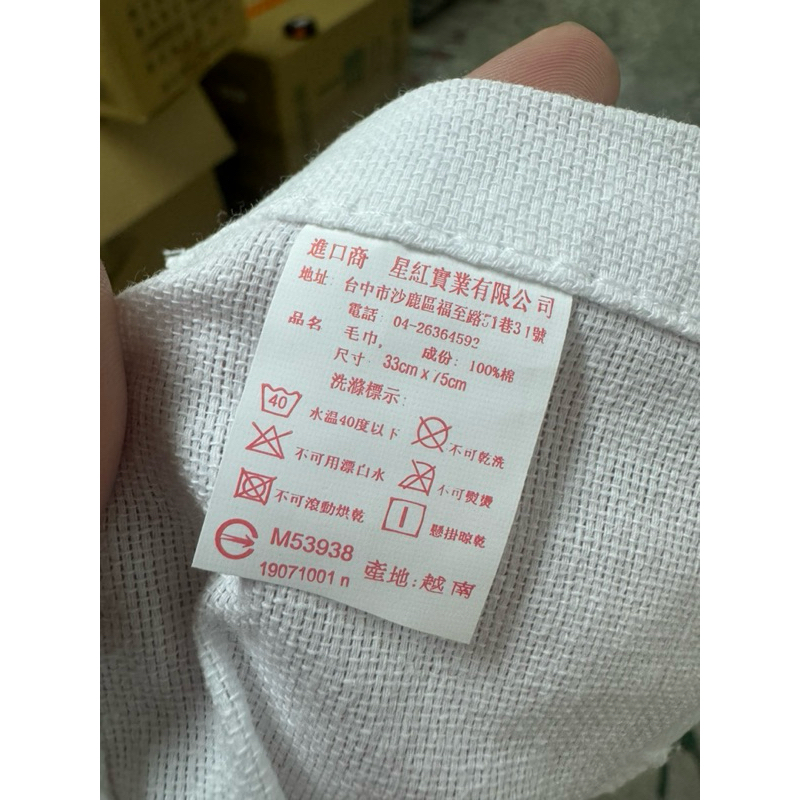 進口商 星紅實業有限公司
地址: 台中市沙鹿區福至路51巷31號
電話: 04-26364592
品名 毛巾, 成份: 100%棉
尺寸: 33cm x 75cm
洗滌標示:
40 水温40度以下 不可乾洗
不可用漂白水 不可熨燙
不可滾動烘乾 懸掛晾乾
M53938
19071001 n 產地:越南